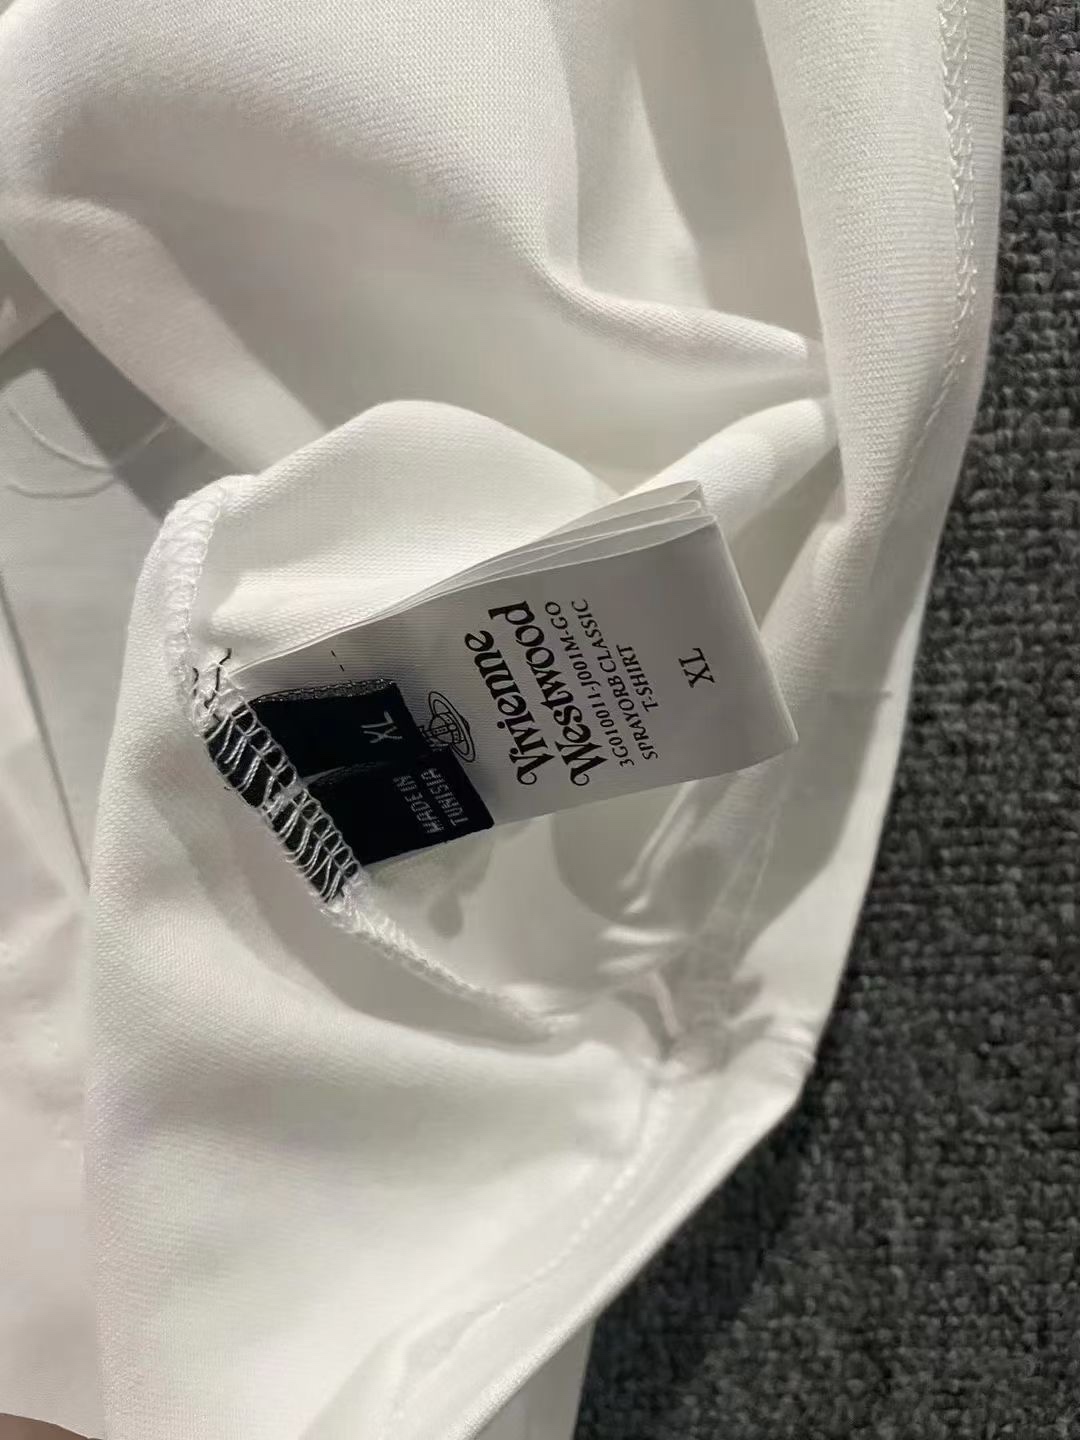 Vivienne
Westwood
3G010011-J001M-GO
SPRAYORB CLASSIC
T-SHIRT
XL
XL
MADE IN
TUNISIA